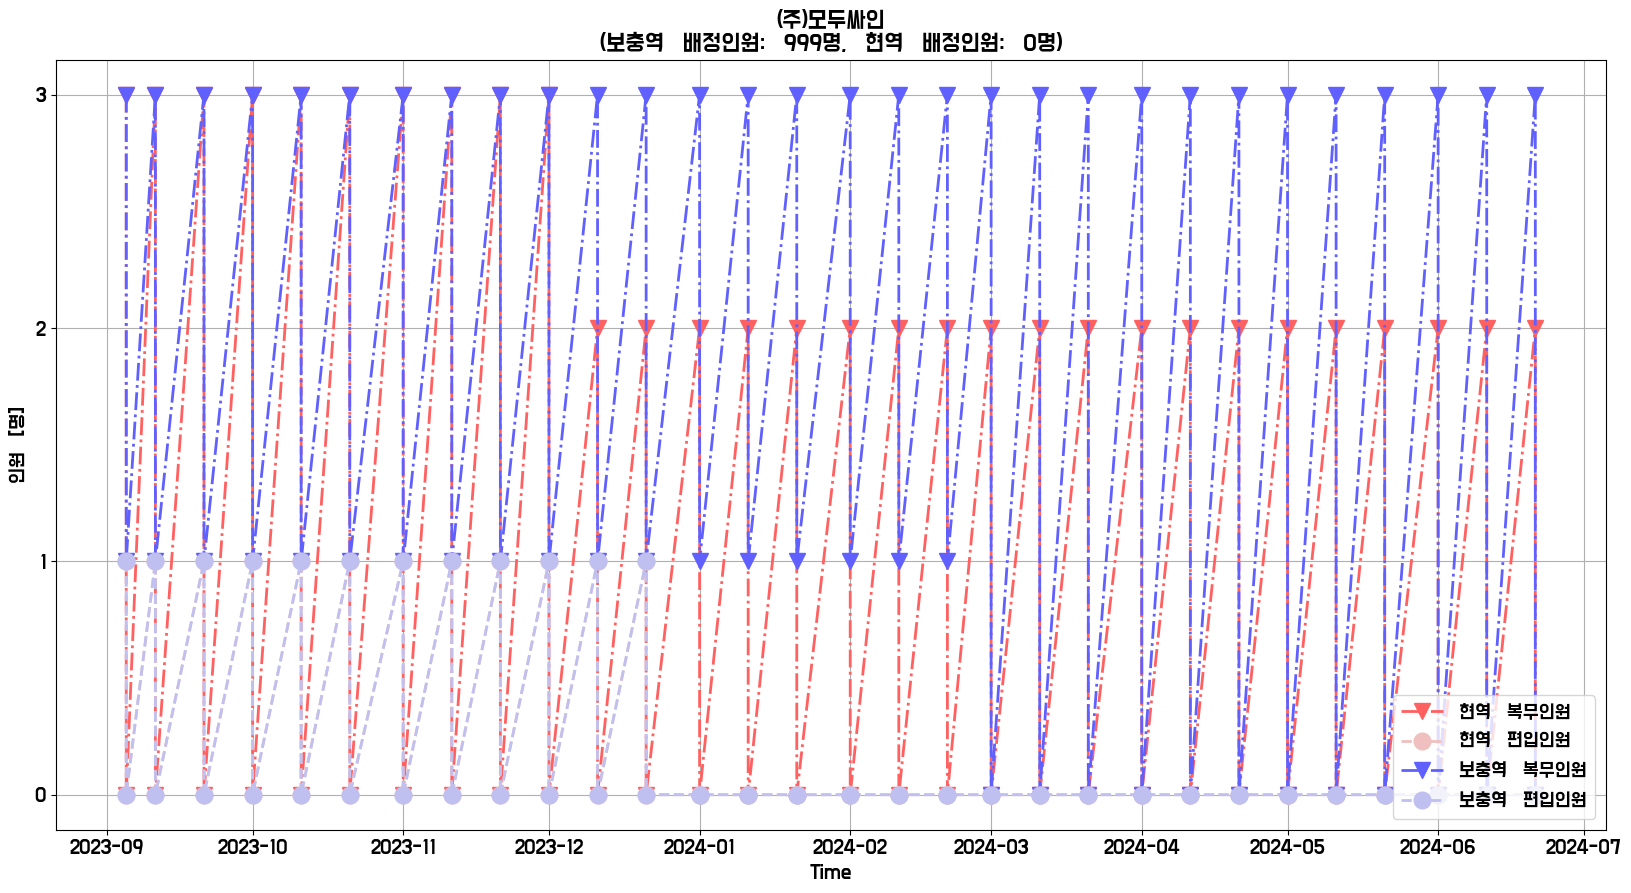 (주)모두싸인
(보충역 배정인원: 999명, 현역 배정인원: 0명)
3
2
1
0
인원 [명]
2023-09 2023-10 2023-11 2023-12 2024-01 2024-02 2024-03 2024-04 2024-05 2024-06 2024-07
Time
현역 복무인원
현역 편입인원
보충역 복무인원
보충역 편입인원